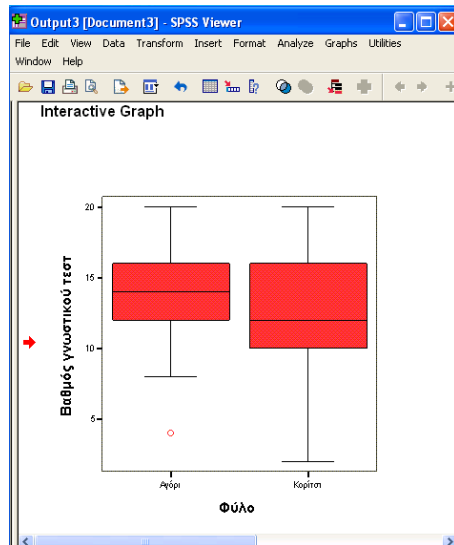 Output3 [Document3] - SPSS Viewer
File Edit View Data Transform Insert Format Analyze Graphs Utilities
Window Help
Interactive Graph
Βαθμός γνωστικού τεστ
20
15
10
5
Αγόρι Κορίτσι
Φύλο